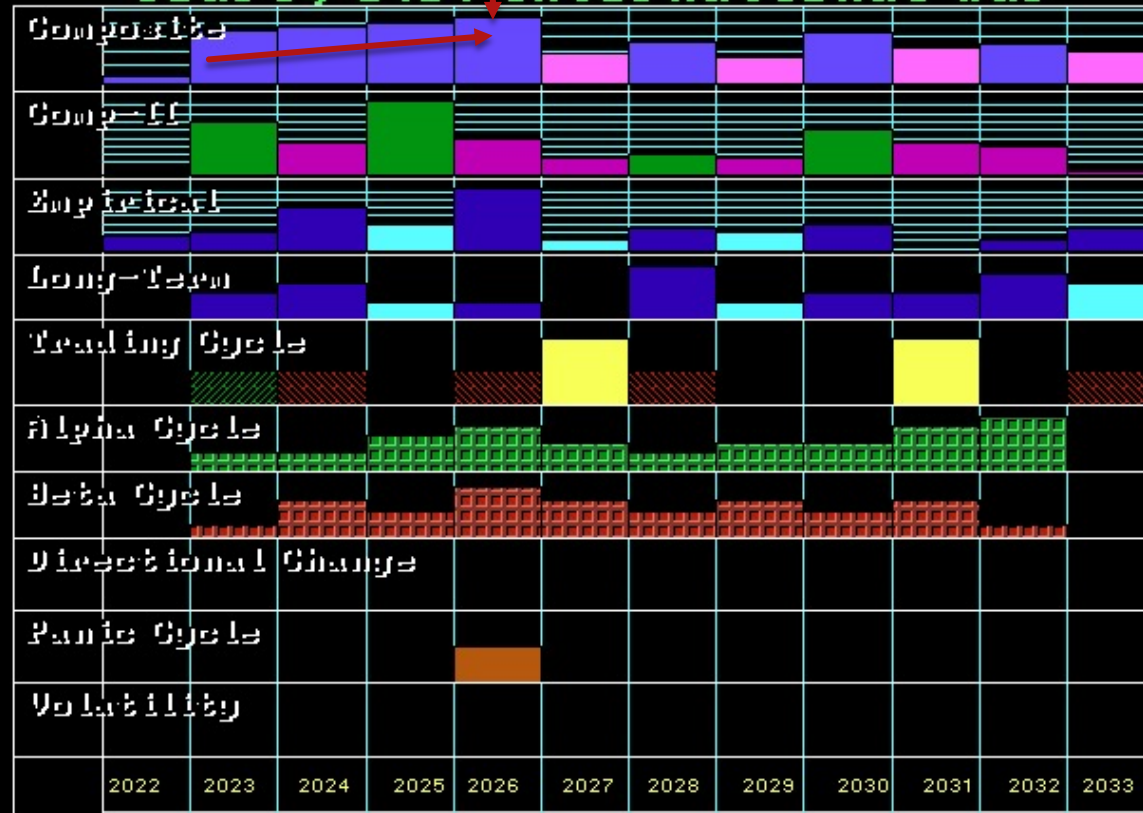 Composite
Comp-II
Empirical
Long-Term
Trading Cycle
Alpha Cycle
Beta Cycle
Directional Change
Panic Cycle
Volatility
2022 2023 2024 2025 2026 2027 2028 2029 2030 2031 2032 2033